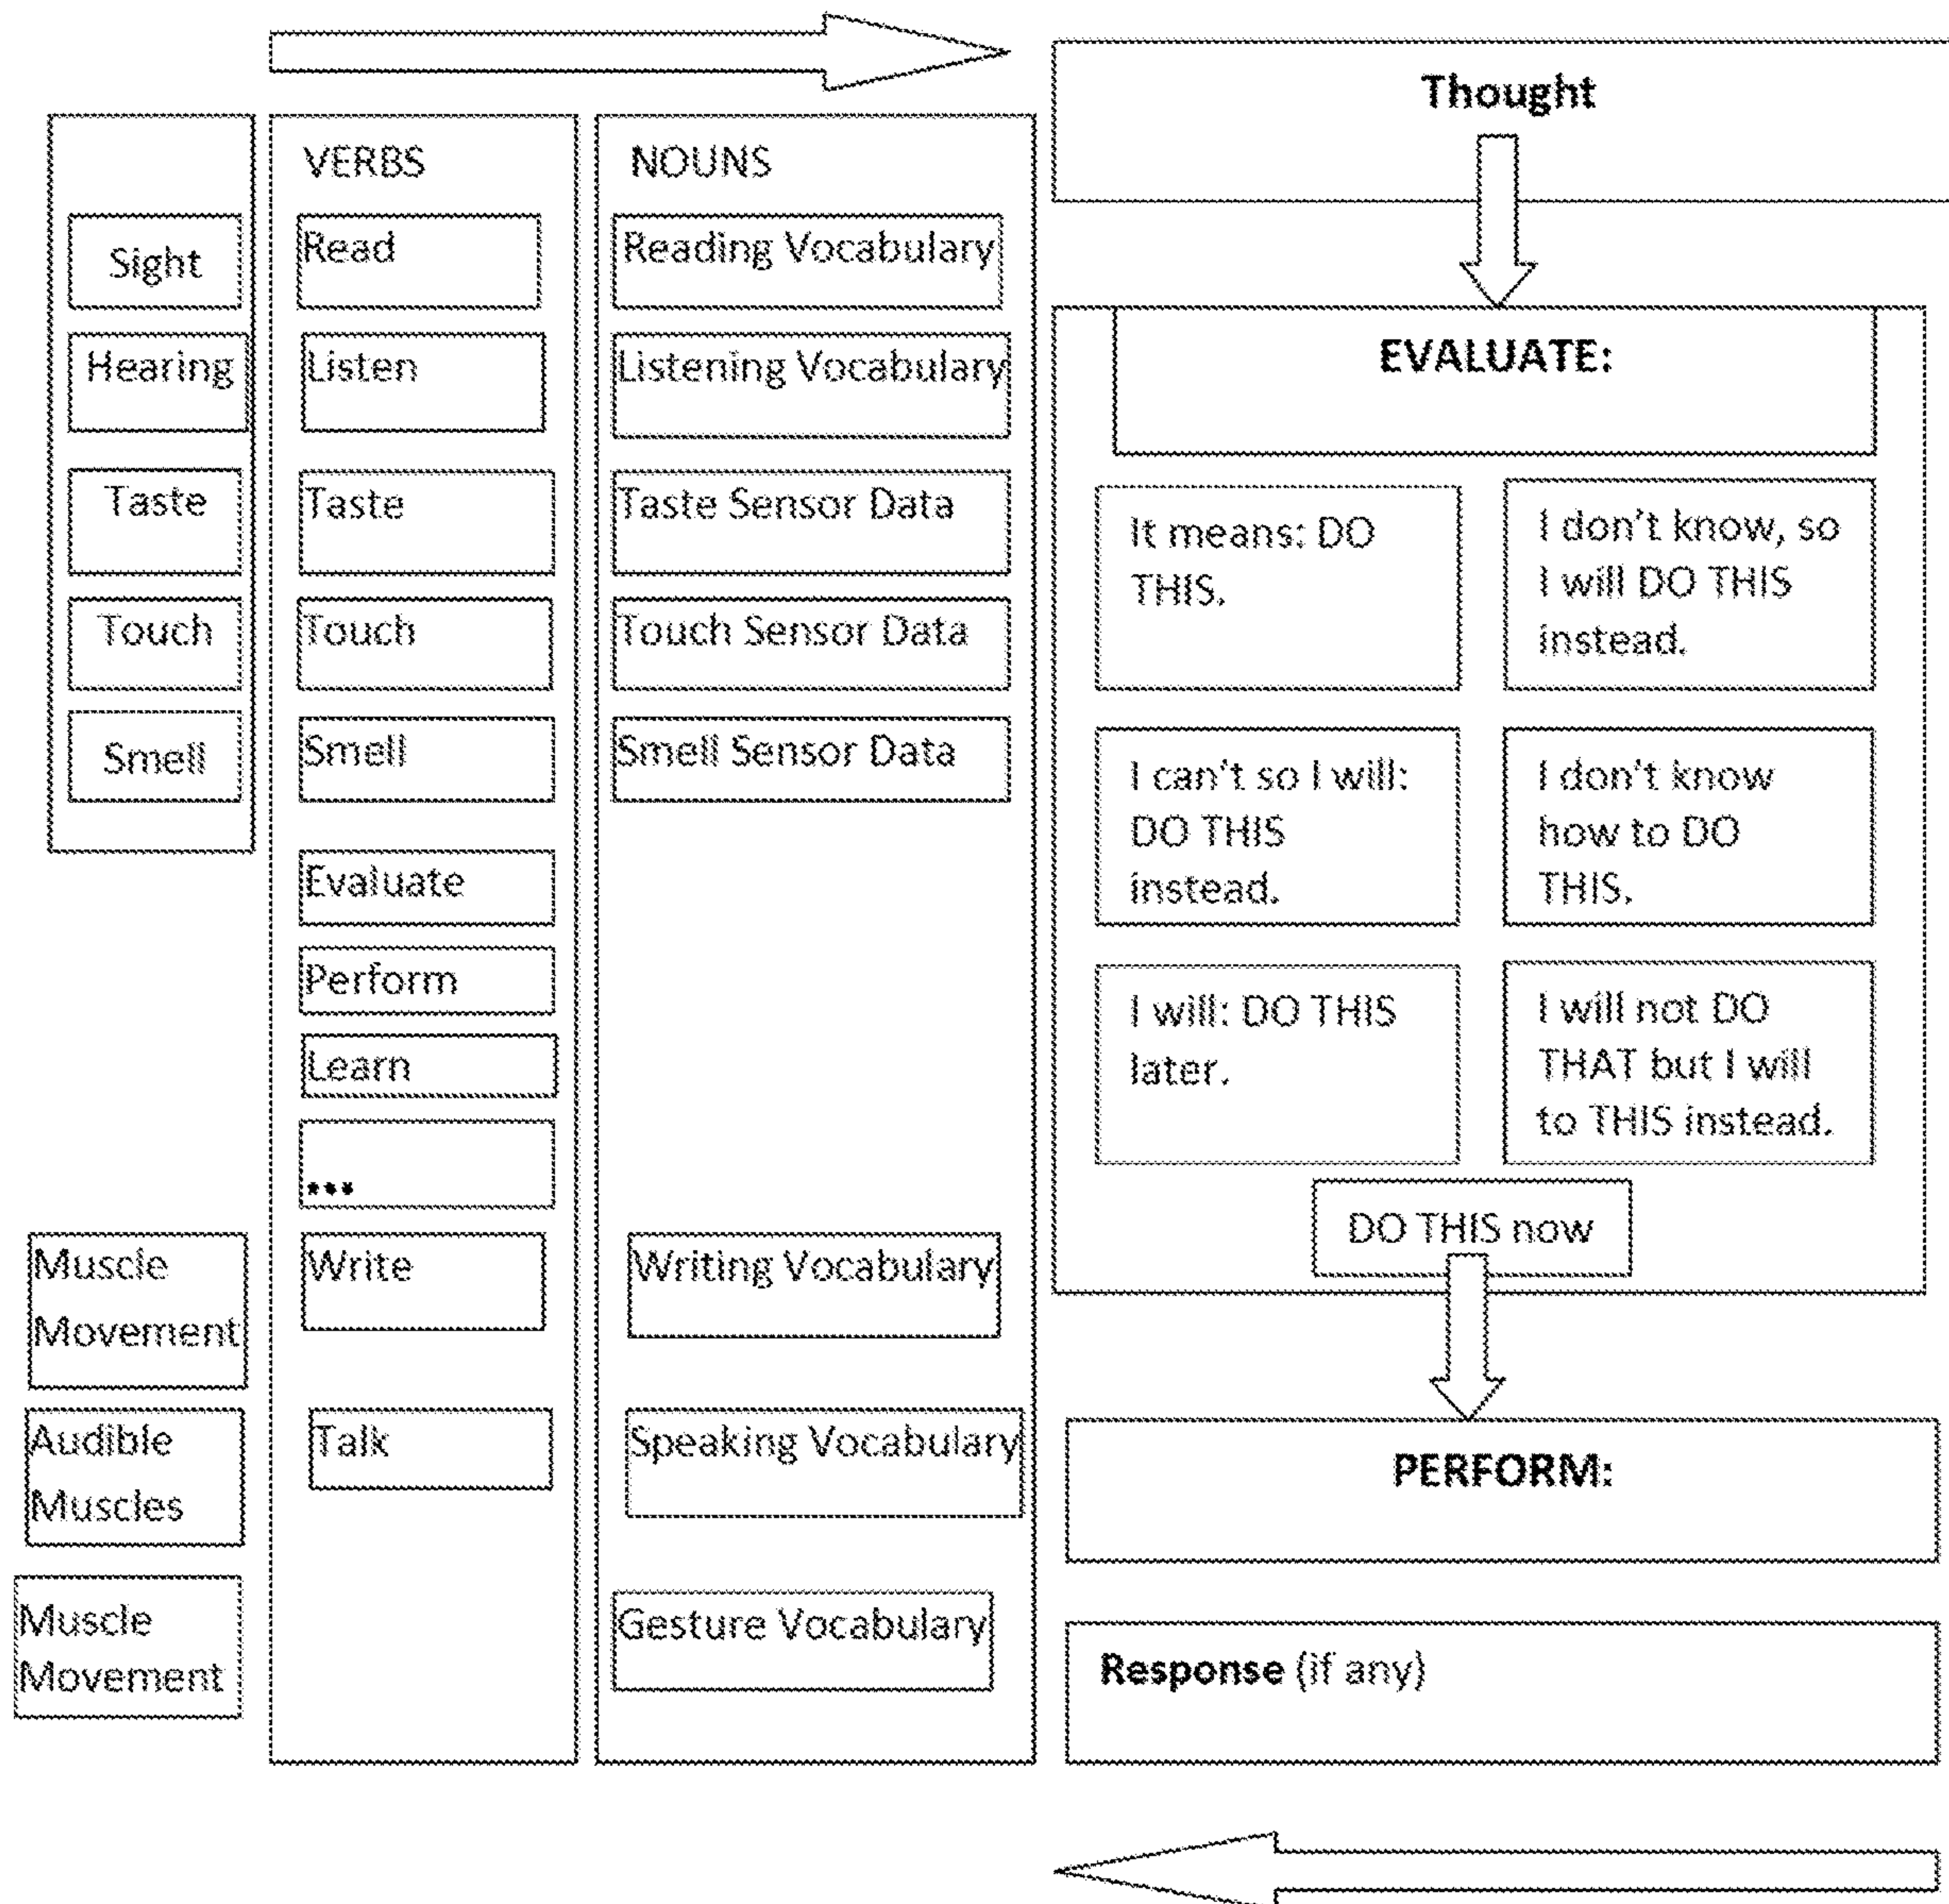 Thought
VERBS
NOUNS
Sight
Read
Reading Vocabulary
Hearing
Listen
Listening Vocabulary
Taste
Taste
Taste Sensor Data
Touch
Touch
Touch Sensor Data
Smell
Smell
Smell Sensor Data
Evaluate
Perform
Learn
...
Muscle
Movement
Write
Writing Vocabulary
Audible
Muscles
Talk
Speaking Vocabulary
Muscle
Movement
Gesture Vocabulary
EVALUATE:
It means: DO
THIS.
I don't know, so
I will DO THIS
instead.
I can't so I will:
DO THIS
instead.
I don't know
how to DO
THIS.
I will: DO THIS
later.
I will not DO
THAT but I will
to THIS instead.
DO THIS now
PERFORM:
Response (if any)